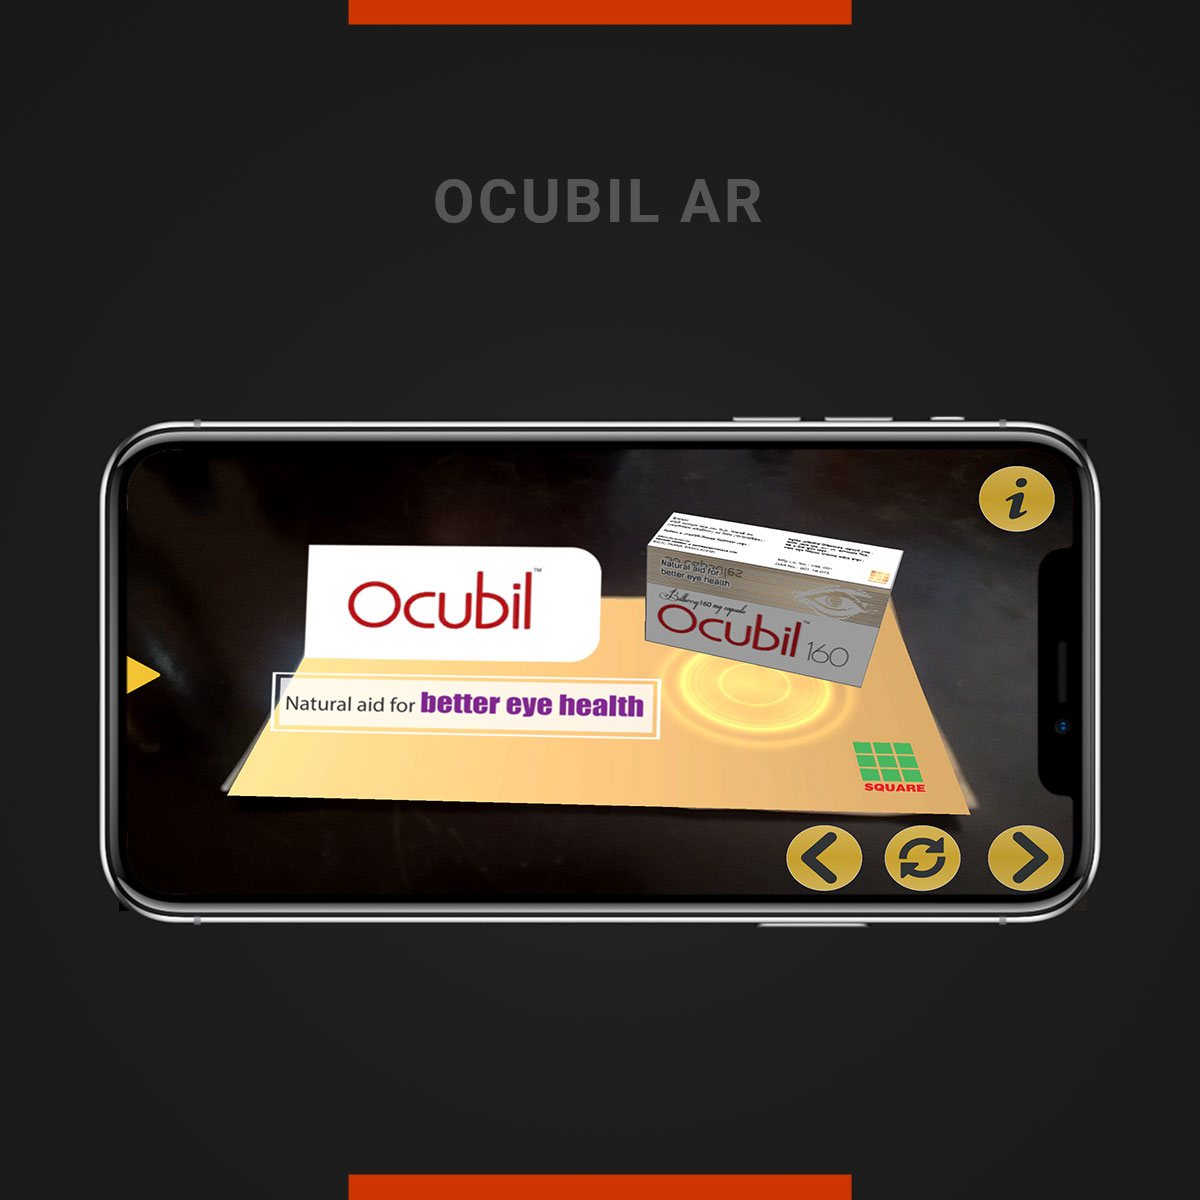 OCUBIL AR
Ocubil™
Natural aid for better eye health
Natural aid for
better eye health
Bilberry 160 mg capsule
Ocubil™ 160
SQUARE
i